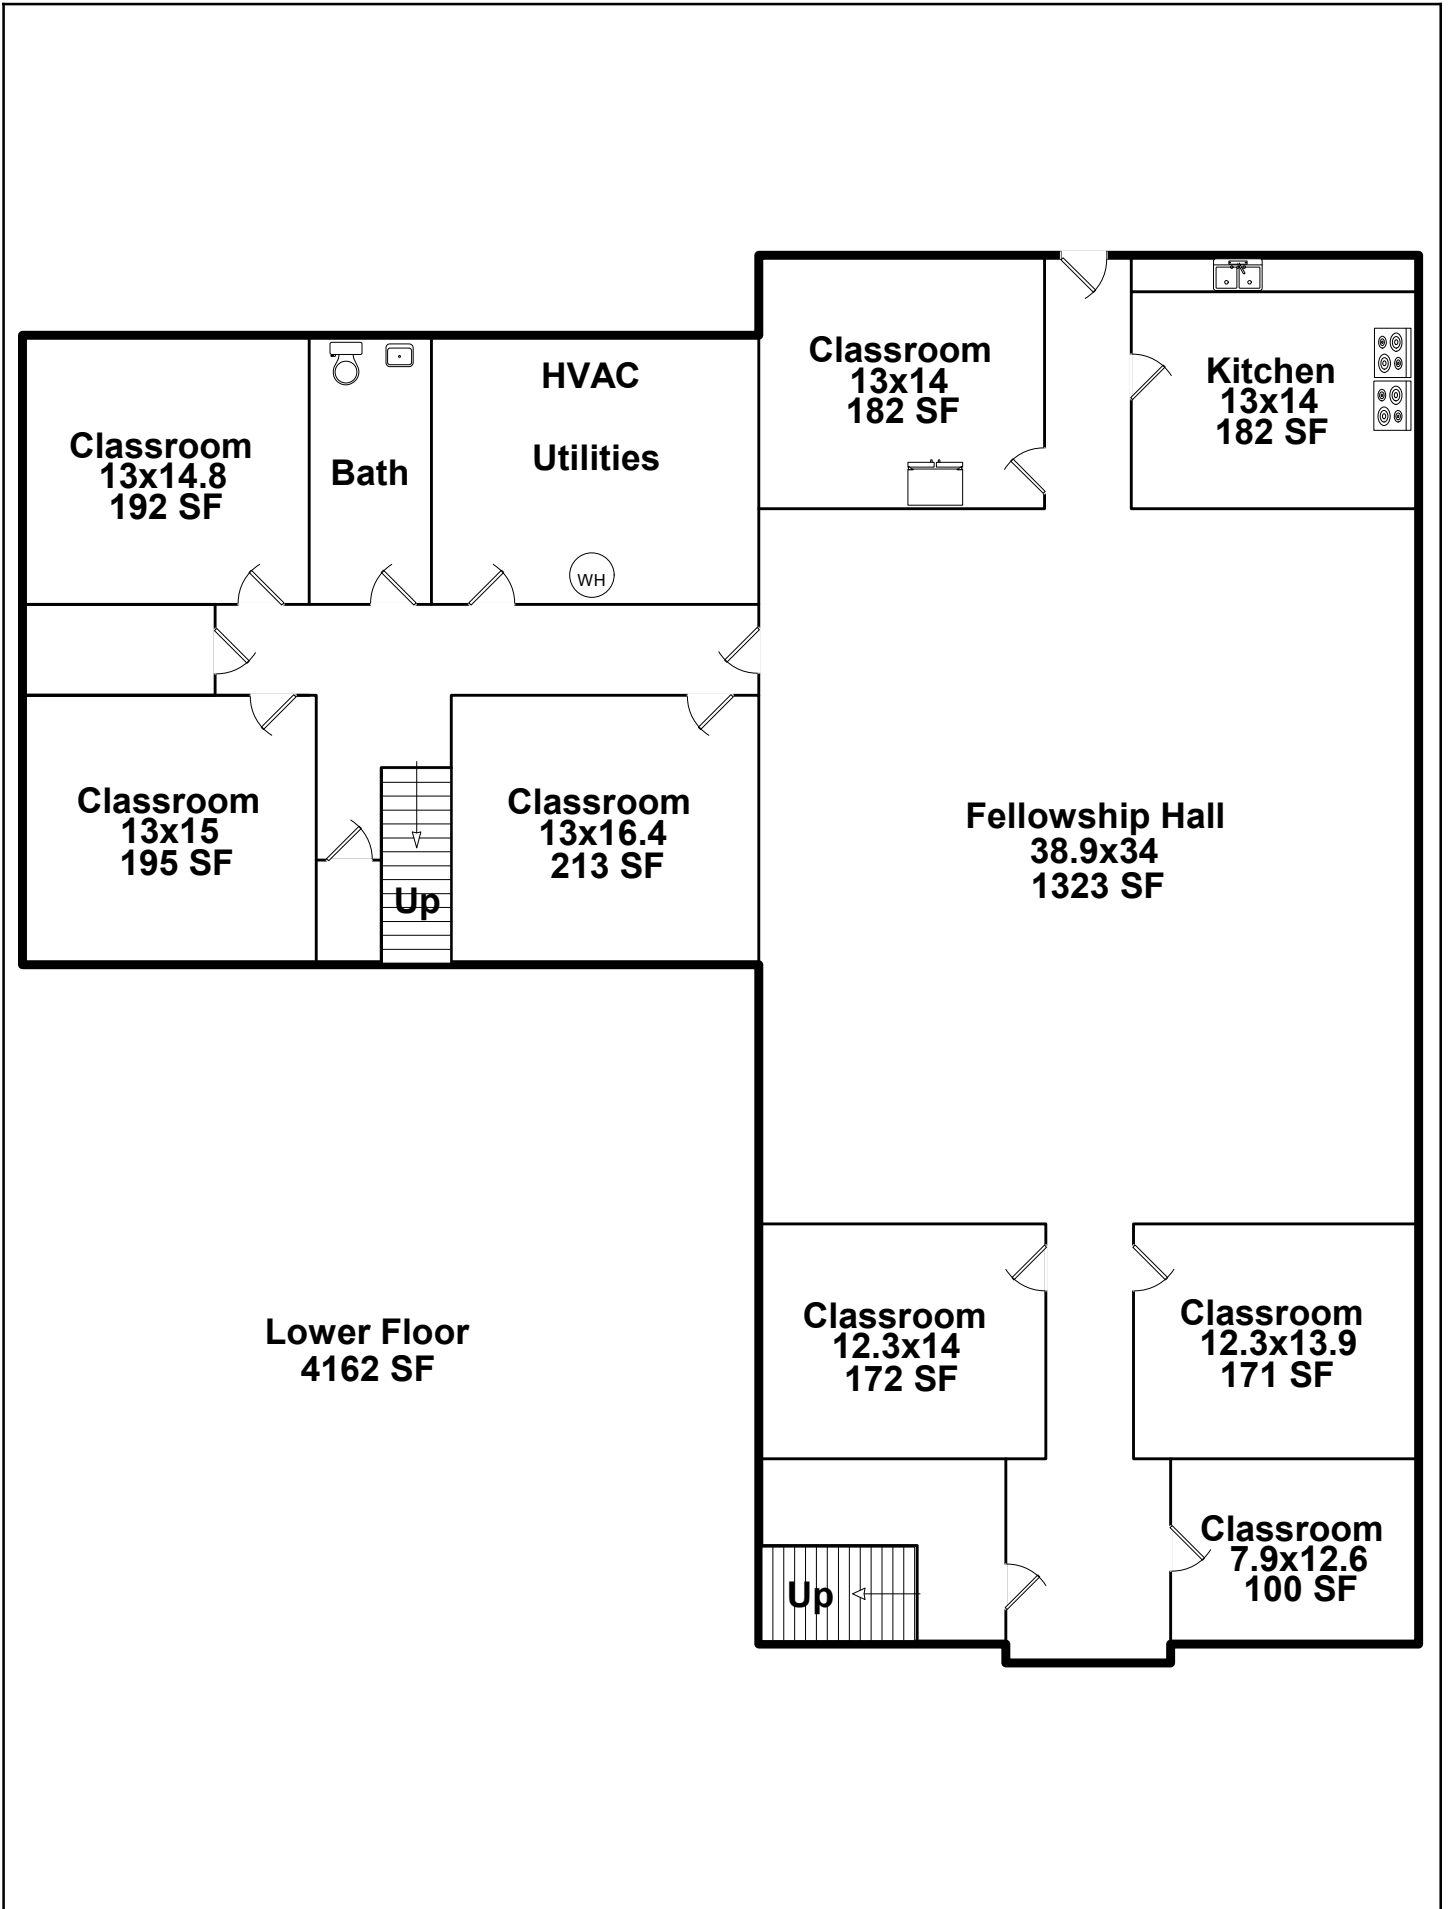 Classroom
13x14
182 SF
Kitchen
13x14
182 SF
HVAC
Utilities
WH
Bath
Classroom
13x14.8
192 SF
Classroom
13x15
195 SF
Up
Classroom
13x16.4
213 SF
Fellowship Hall
38.9x34
1323 SF
Lower Floor
4162 SF
Classroom
12.3x14
172 SF
Classroom
12.3x13.9
171 SF
Up
Classroom
7.9x12.6
100 SF